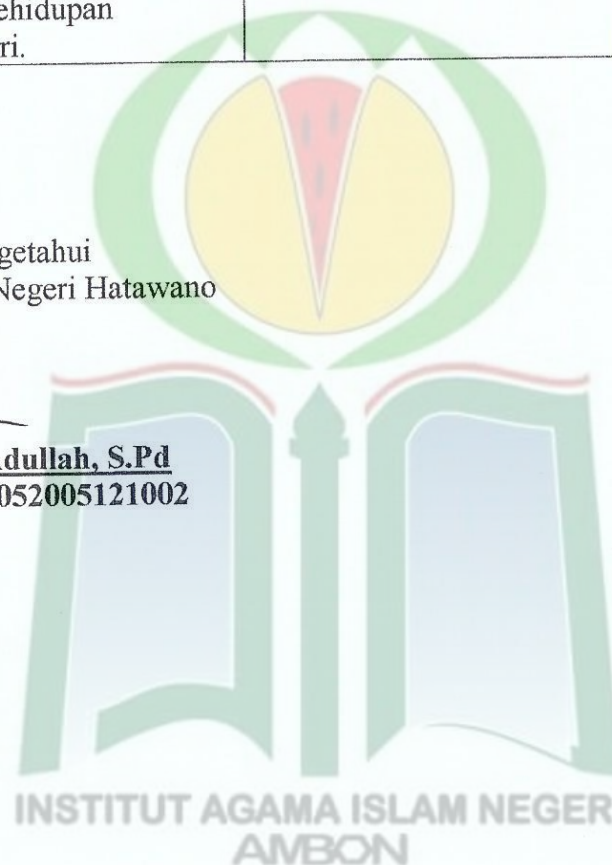 ehidupan
ri.
getahui
Negeri Hatawano
dullah, S.Pd
052005121002
INSTITUT AGAMA ISLAM NEGER
AMBON